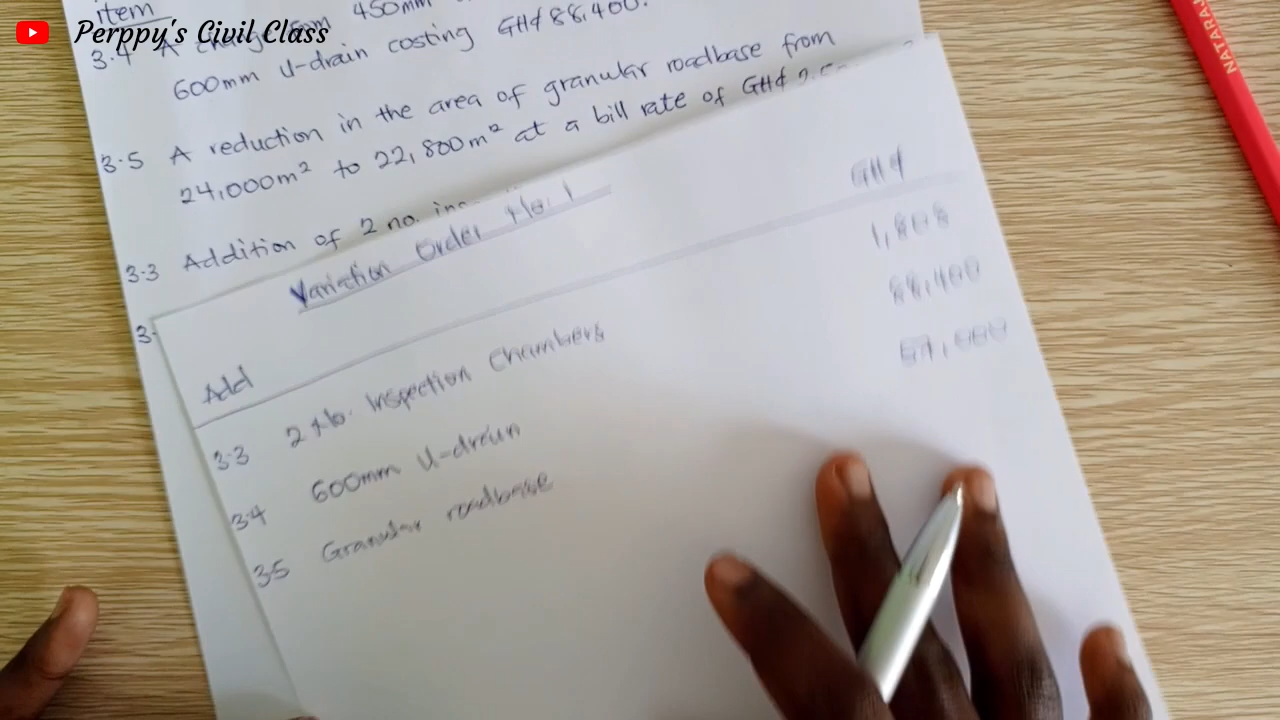 Perppy's Civil Class
item
3.4 A change from 450mm
600mm U-drain costing GH¢ 88,400.
3.5 A reduction in the area of granular roadbase from
24,000m² to 22,800m² at a bill rate of GH¢
3.3 Addition of 2 no.
3.
Variation Order No. 1
GH¢
Add
3.3 2 No. Inspection Chambers 1,808
3.4 600mm U-drain 88,400
3.5 Granular roadbase
NATARAJ